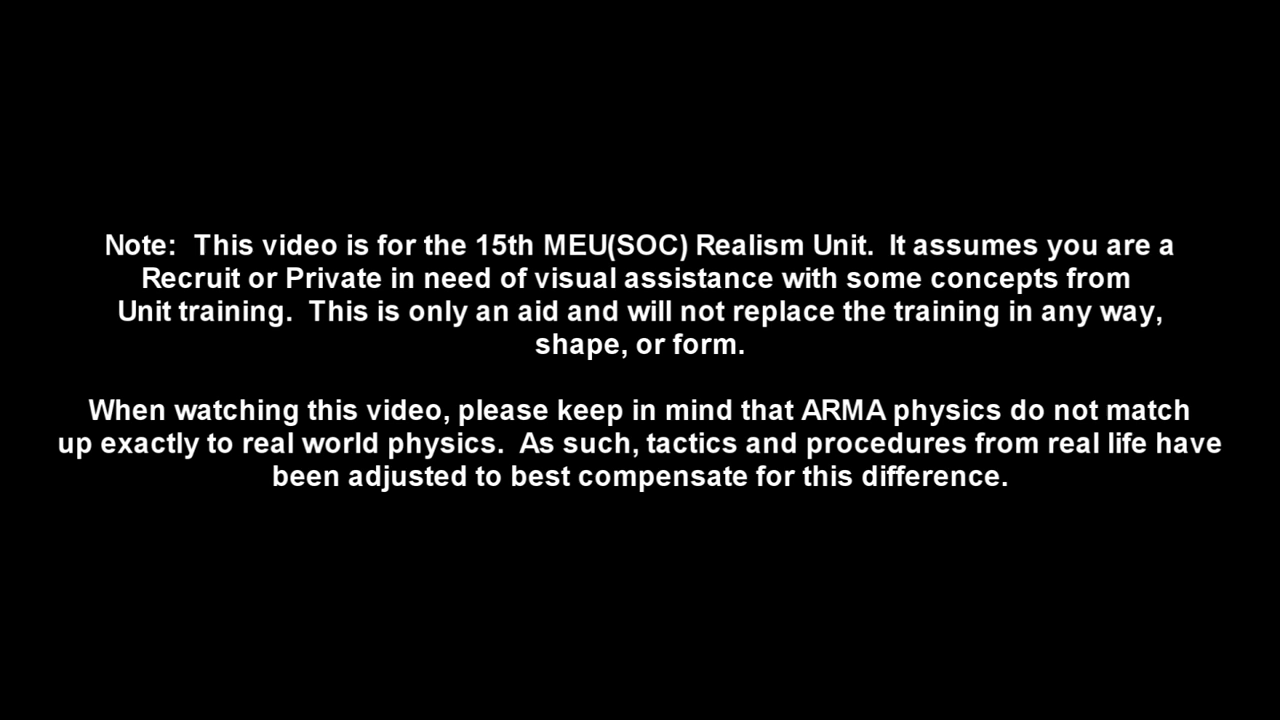 Note:  This video is for the 15th MEU(SOC) Realism Unit.  It assumes you are a
Recruit or Private in need of visual assistance with some concepts from
Unit training.  This is only an aid and will not replace the training in any way,
shape, or form.
When watching this video, please keep in mind that ARMA physics do not match
up exactly to real world physics.  As such, tactics and procedures from real life have
been adjusted to best compensate for this difference.